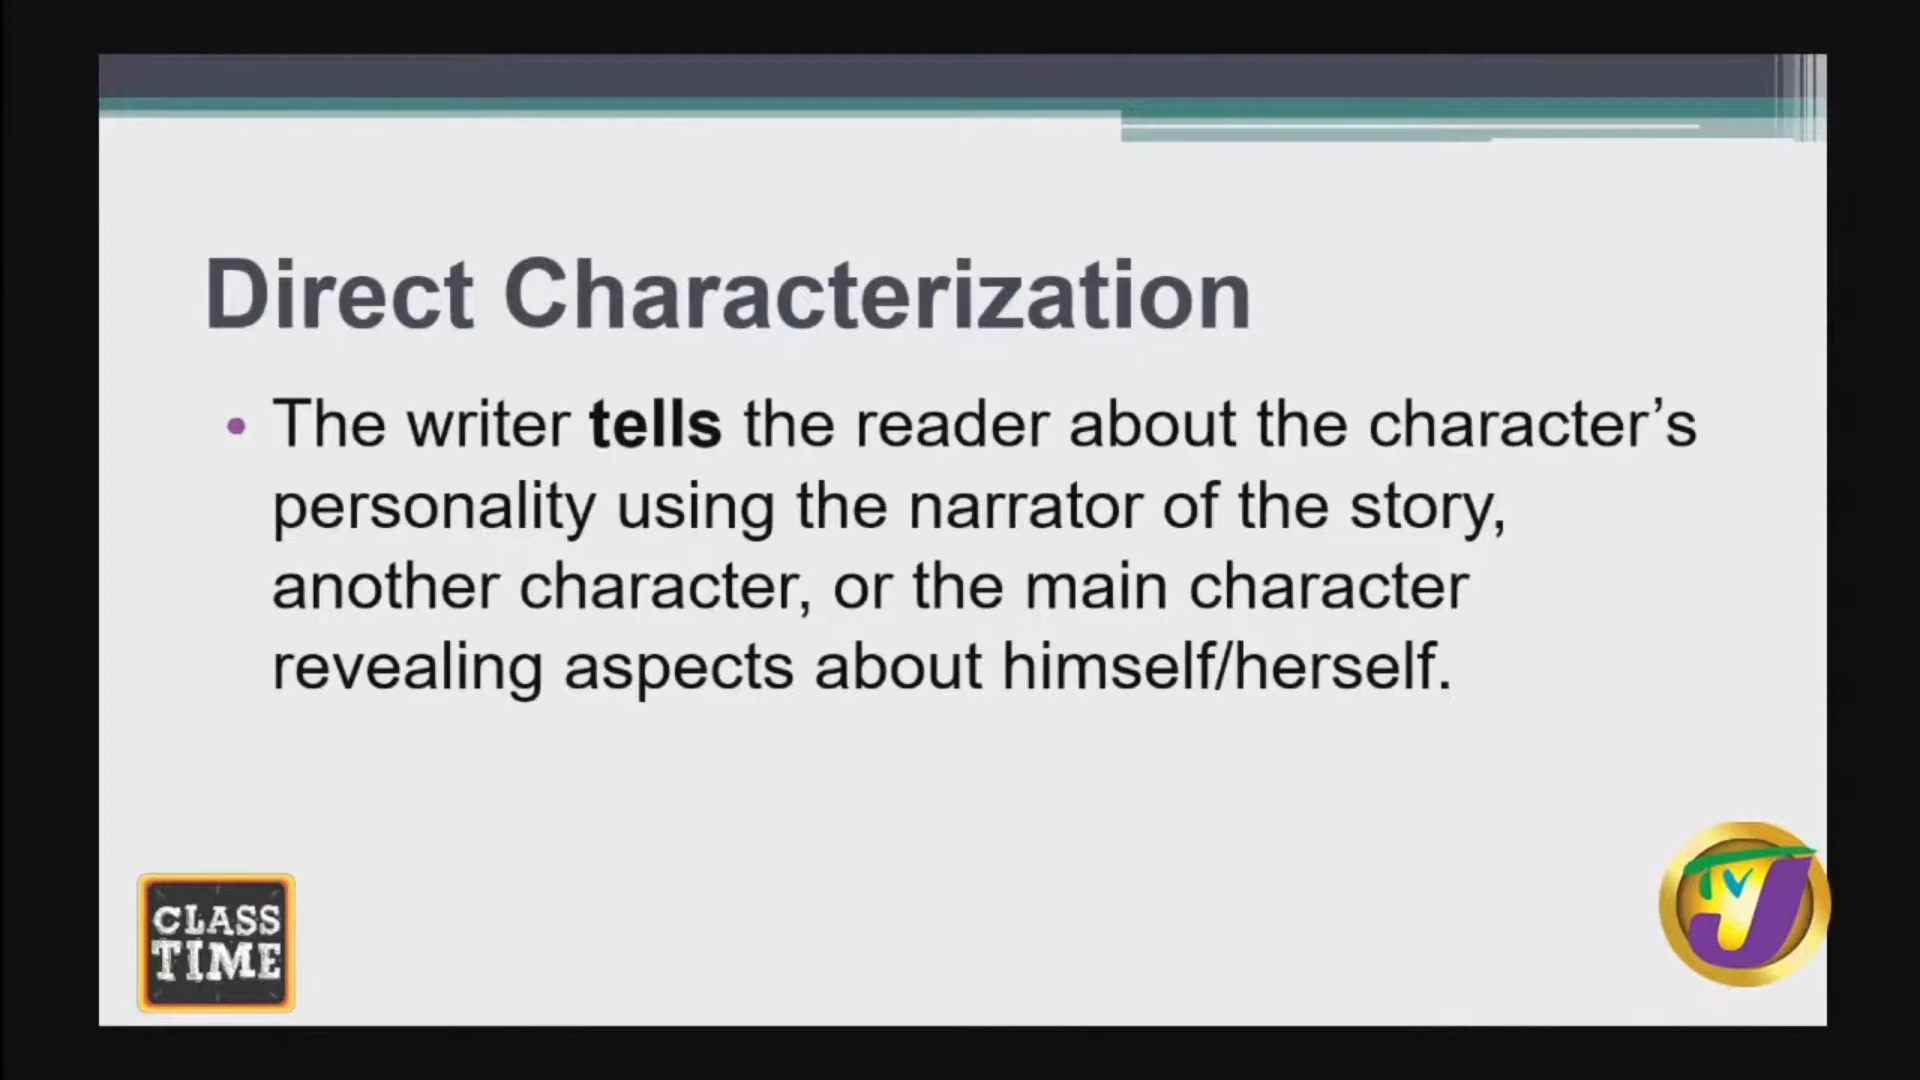 Direct Characterization
• The writer tells the reader about the character’s
personality using the narrator of the story,
another character, or the main character
revealing aspects about himself/herself.
CLASS
TIME
TVJ